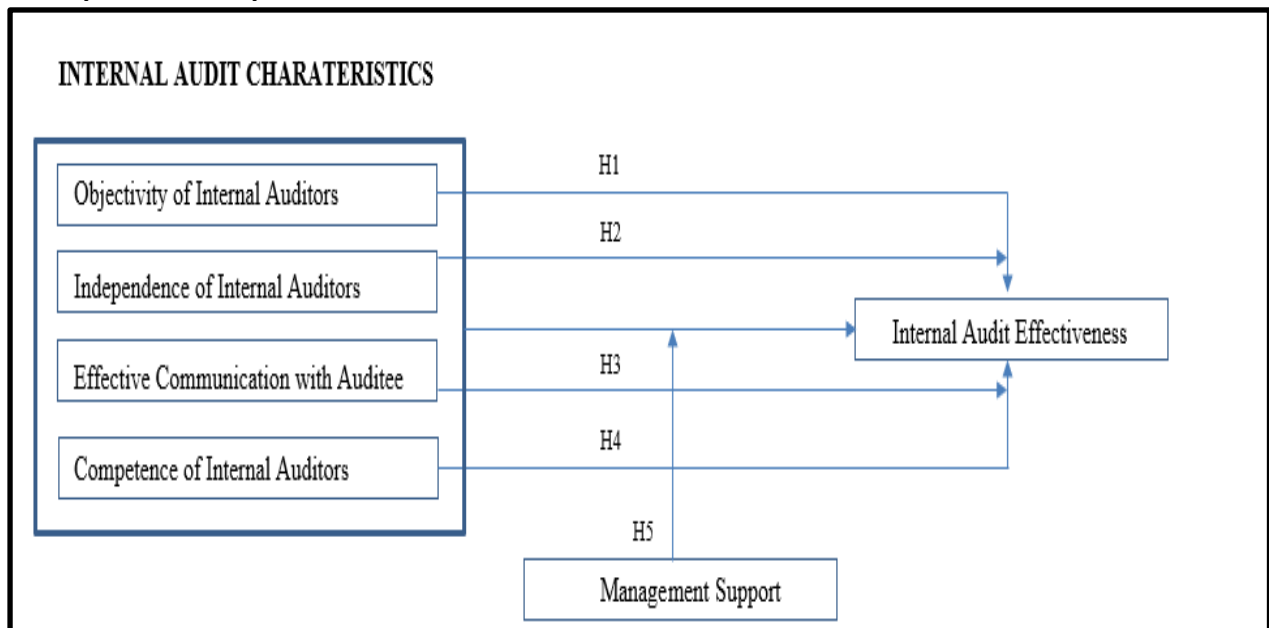 INTERNAL AUDIT CHARATERISTICS
Objectivity of Internal Auditors
H1
H2
Independence of Internal Auditors
Internal Audit Effectiveness
Effective Communication with Auditee
H3
H4
Competence of Internal Auditors
H5
Management Support